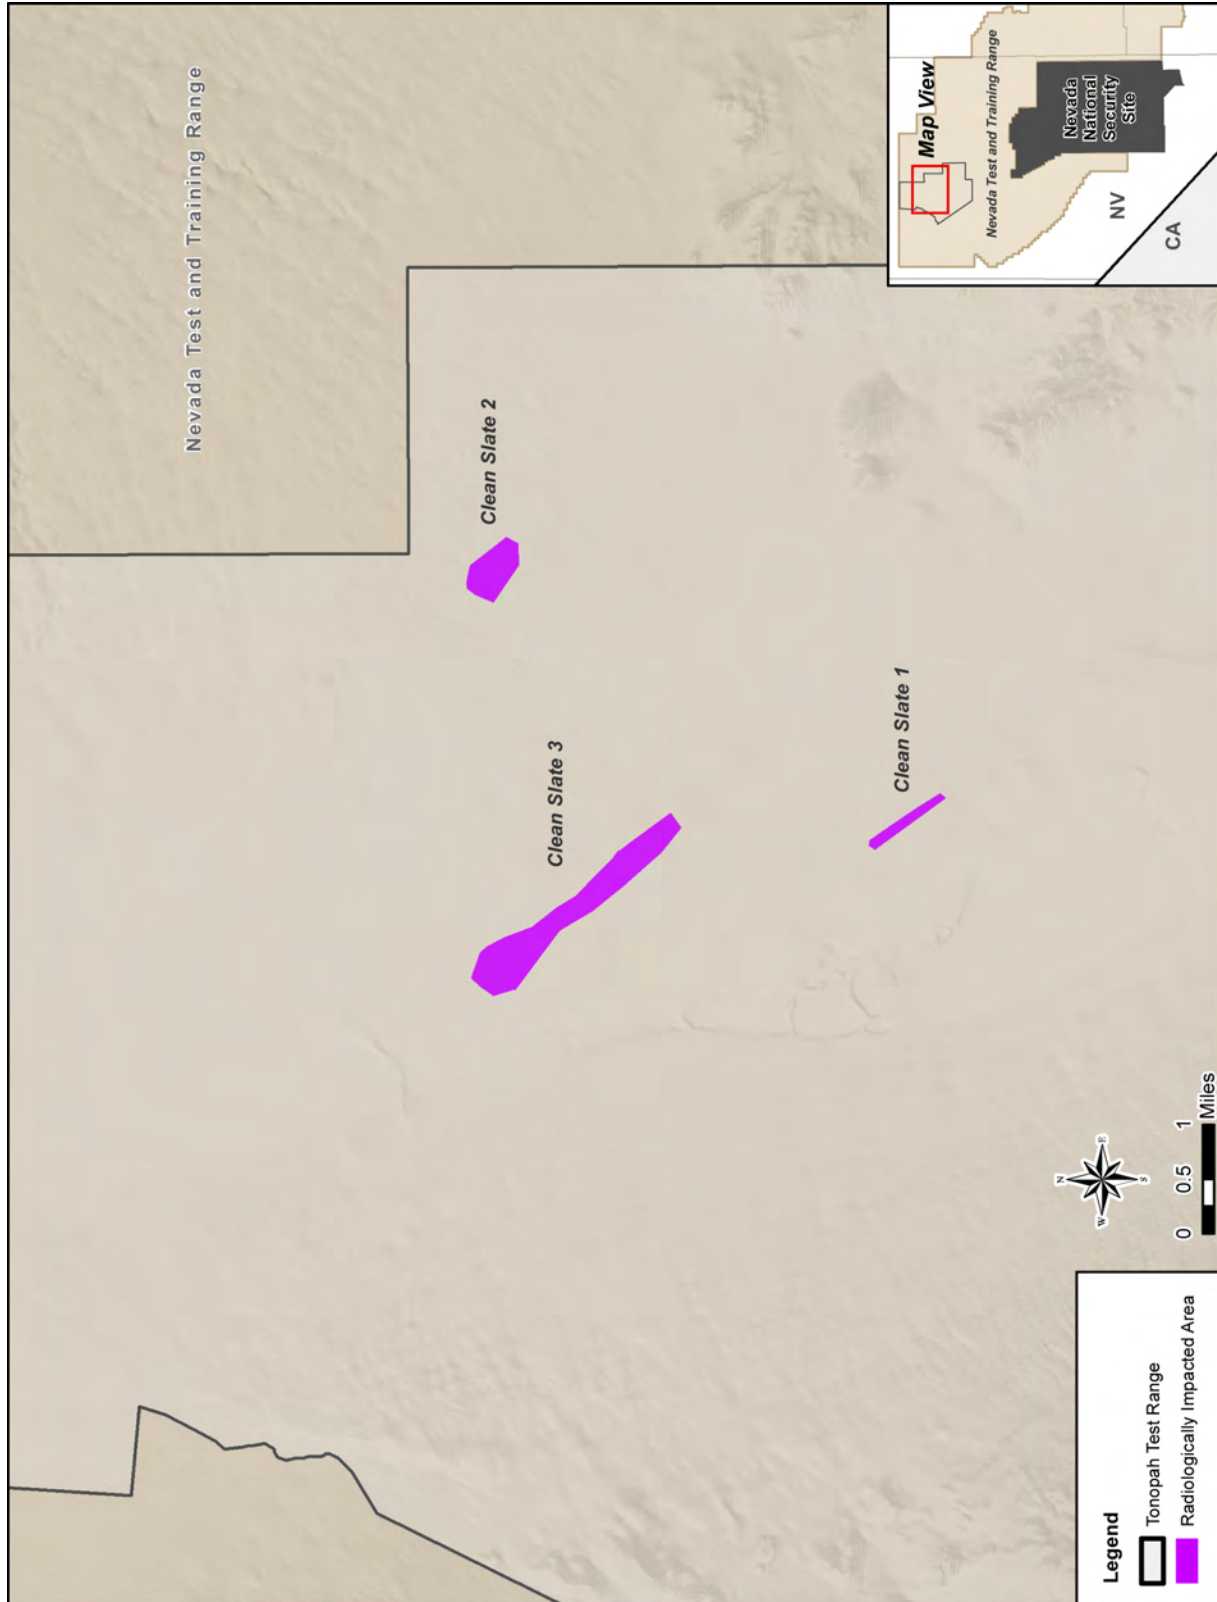 Nevada Test and Training Range
Clean Slate 2
Clean Slate 3
Clean Slate 1
Map View
Nevada Test and Training Range
Nevada
National
Security
Site
NV
CA
N
W
E
S
0
0.5
1
Miles
Legend
Tonopah Test Range
Radiologically Impacted Area